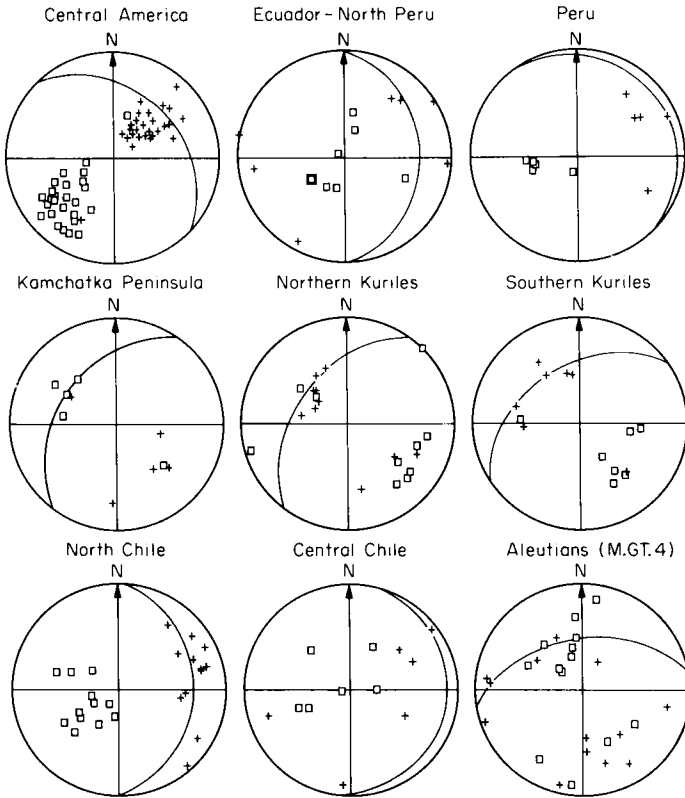 Central America
Ecuador-North Peru
Peru
N
N
N
Kamchatka Peninsula
Northern Kuriles
Southern Kuriles
N
N
N
North Chile
Central Chile
Aleutians (M.GT.4)
N
N
N